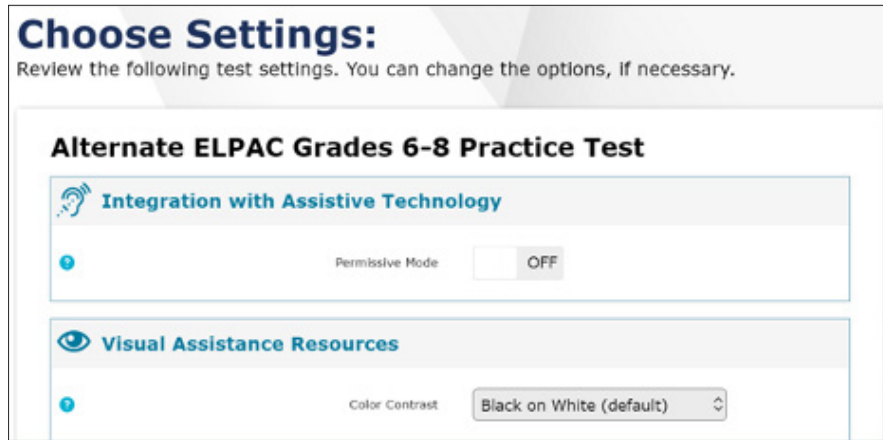 Choose Settings:
Review the following test settings. You can change the options, if necessary.
Alternate ELPAC Grades 6-8 Practice Test
Integration with Assistive Technology
? Permissive Mode OFF
Visual Assistance Resources
? Color Contrast Black on White (default)